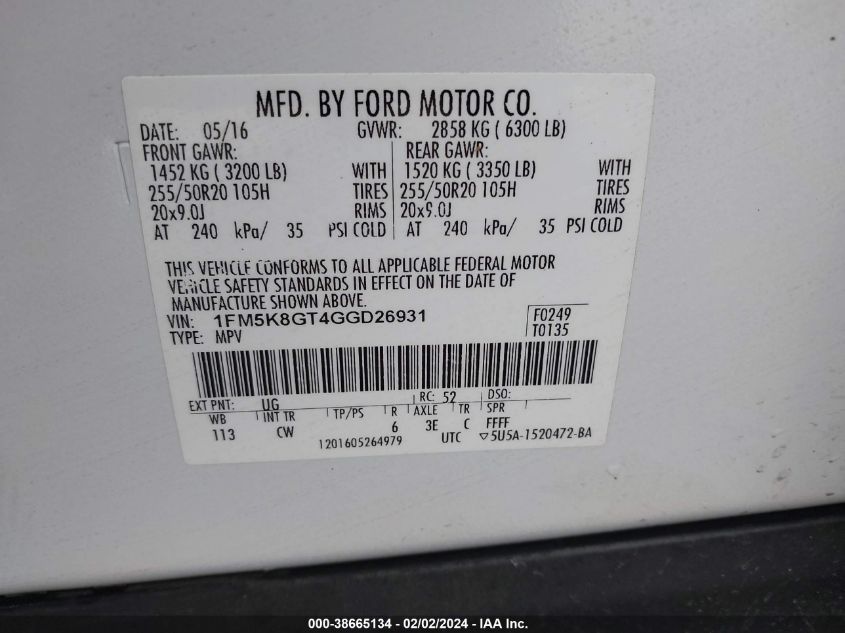 MFD. BY FORD MOTOR CO.
DATE: 05/16 GVWR: 2858 KG ( 6300 LB)
FRONT GAWR: REAR GAWR:
1452 KG ( 3200 LB) WITH 1520 KG ( 3350 LB) WITH
255/50R20 105H TIRES 255/50R20 105H TIRES
20x9.0J RIMS 20x9.0J RIMS
AT 240 kPa/ 35 PSI COLD AT 240 kPa/ 35 PSI COLD
THIS VEHICLE CONFORMS TO ALL APPLICABLE FEDERAL MOTOR
VEHICLE SAFETY STANDARDS IN EFFECT ON THE DATE OF
MANUFACTURE SHOWN ABOVE.
VIN: 1FM5K8GT4GGD26931 F0249
TYPE: MPV T0135
EXT PNT: UG RC: 52 DSO:
WB INT TR TP/PS R AXLE TR SPR
113 CW 6 3E C FFFF
1201605264979 UTC ▽5U5A-1520472-BA
000-38665134 - 02/02/2024 - IAA Inc.